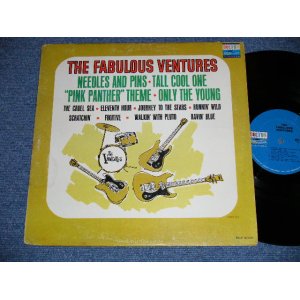 THE FABULOUS VENTURES
NEEDLES AND PINS • TALL COOL ONE
"PINK PANTHER" THEME • ONLY THE YOUNG
THE CRUEL SEA • ELEVENTH HOUR • JOURNEY TO THE STARS • RUNNIN' WILD
SCRATCHIN' • FUGITIVE • WALKIN' WITH PLUTO • RAVIN' BLUE
The Ventures